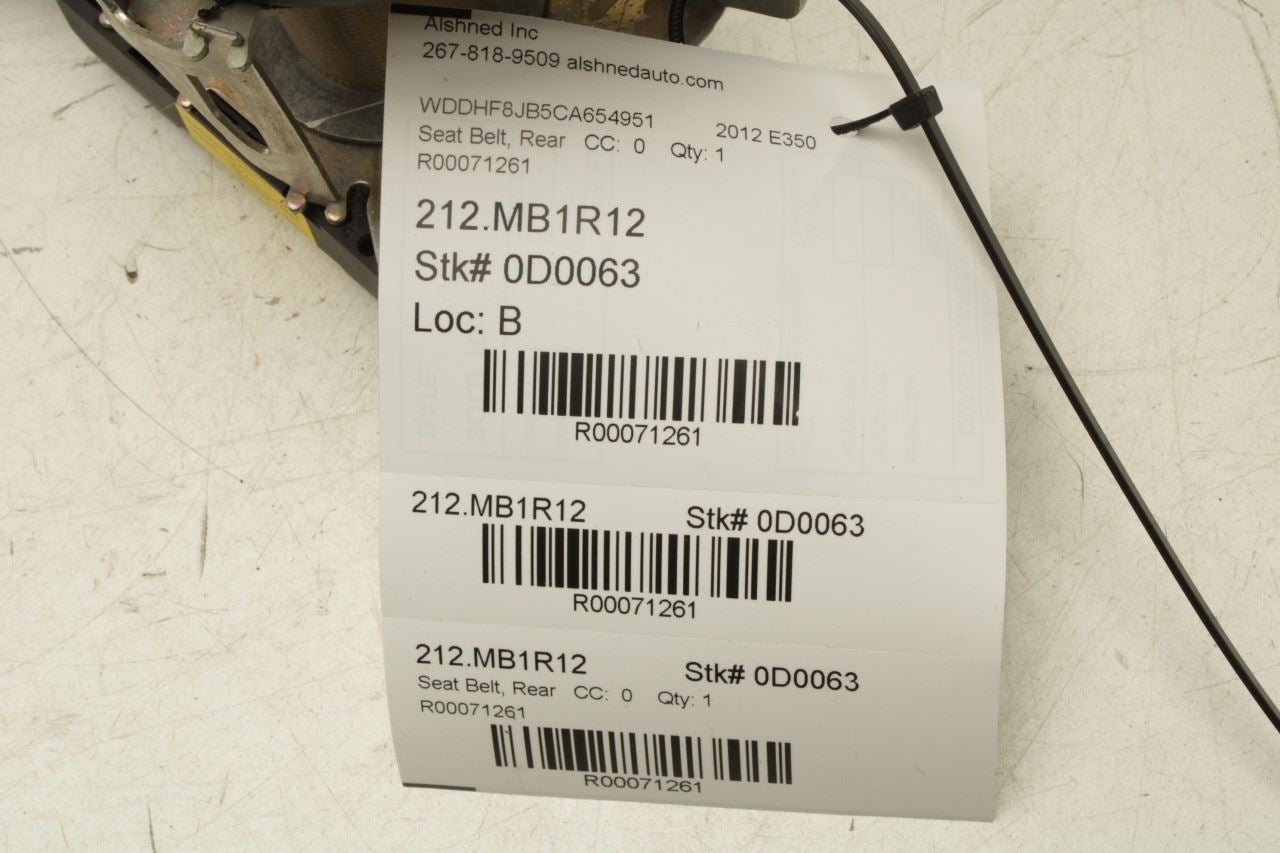 Alshned Inc
267-818-9509 alshnedauto.com
WDDHF8JB5CA654951 2012 E350
Seat Belt, Rear CC: 0 Qty: 1
R00071261
212.MB1R12
Stk# 0D0063
Loc: B
R00071261
212.MB1R12 Stk# 0D0063
R00071261
212.MB1R12 Stk# 0D0063
Seat Belt, Rear CC: 0 Qty: 1
R00071261
R00071261